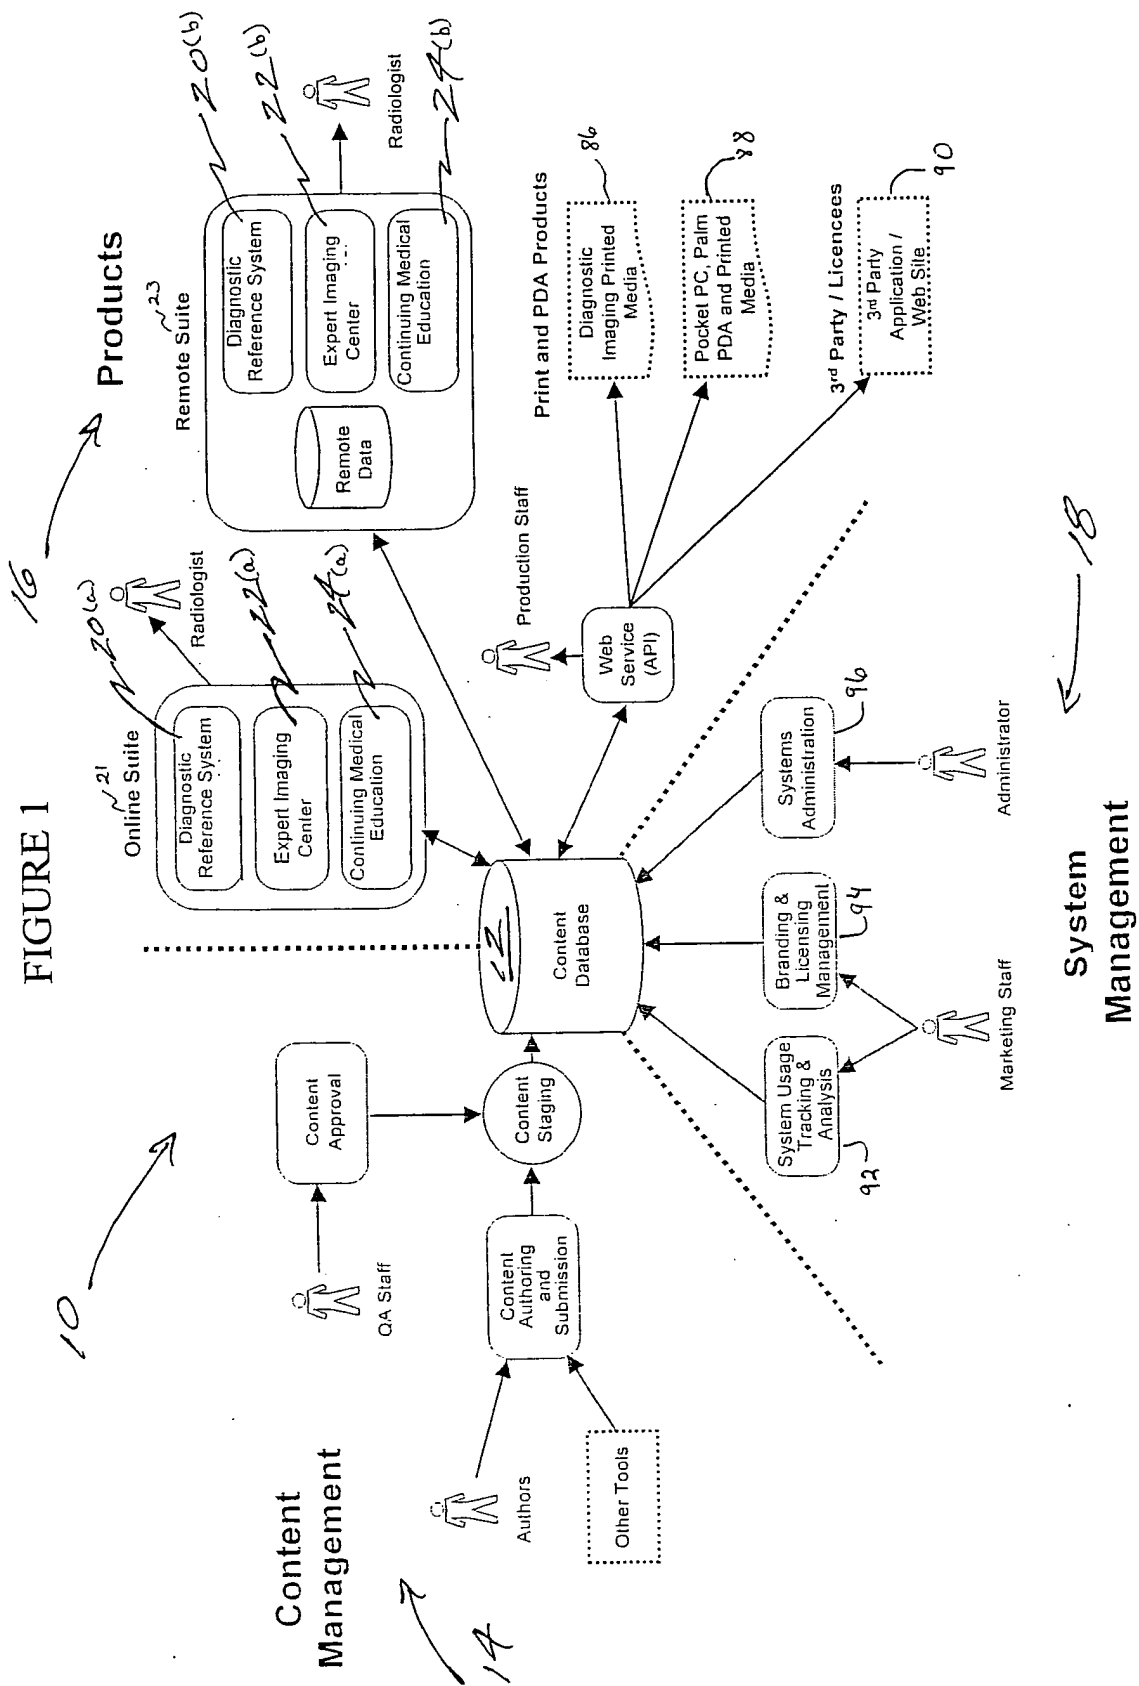 FIGURE 1
10
16
Content
Management
14
Authors
Other Tools
QA Staff
Content
Authoring
and
Submission
Content
Approval
Content
Staging
12
Content
Database
Products
Online Suite
21
Diagnostic
Reference System
...
Expert Imaging
Center
Continuing Medical
Education
20(a)
22(a)
24(a)
Radiologist
Remote Suite
23
Remote
Data
Diagnostic
Reference System
Expert Imaging
Center
...
Continuing Medical
Education
20(b)
22(b)
24(b)
Radiologist
Production Staff
Web
Service
(API)
Print and PDA Products
Diagnostic
Imaging Printed
Media
86
Pocket PC, Palm
PDA and Printed
Media
88
3rd Party / Licencees
3rd Party
Application /
Web Site
90
System Usage
Tracking &
Analysis
92
Branding &
Licensing
Management
94
Systems
Administration
96
Marketing Staff
Administrator
18
System
Management